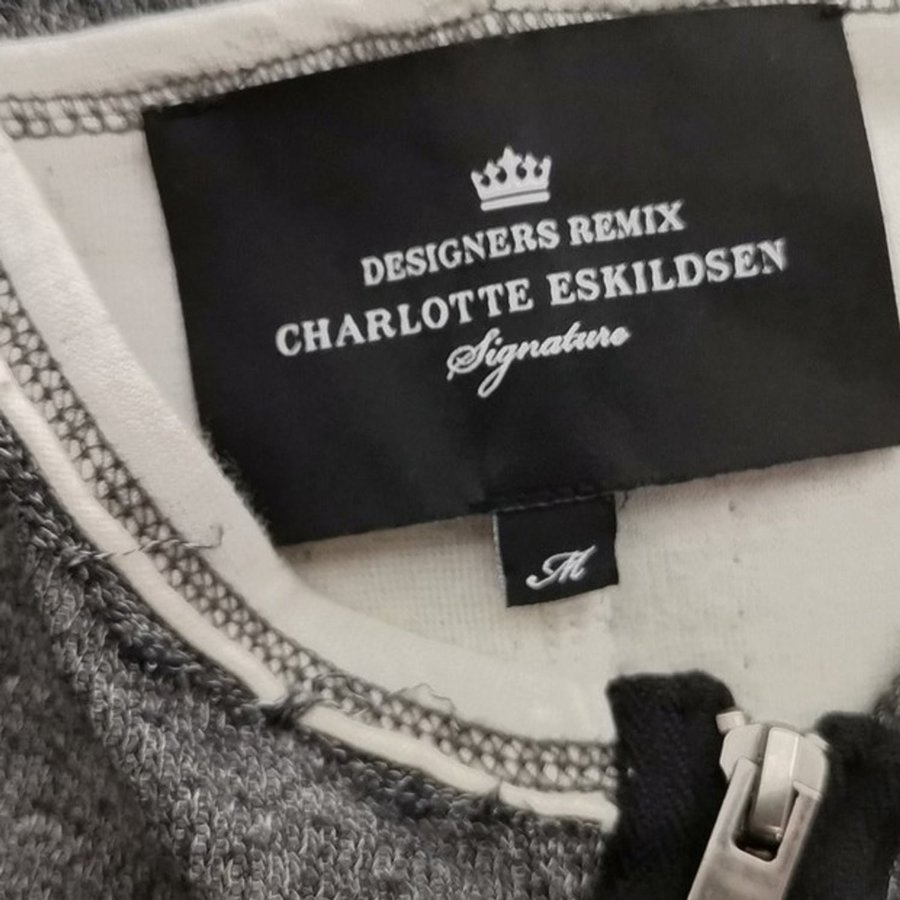 DESIGNERS REMIX
CHARLOTTE ESKILDSEN
Signature
M